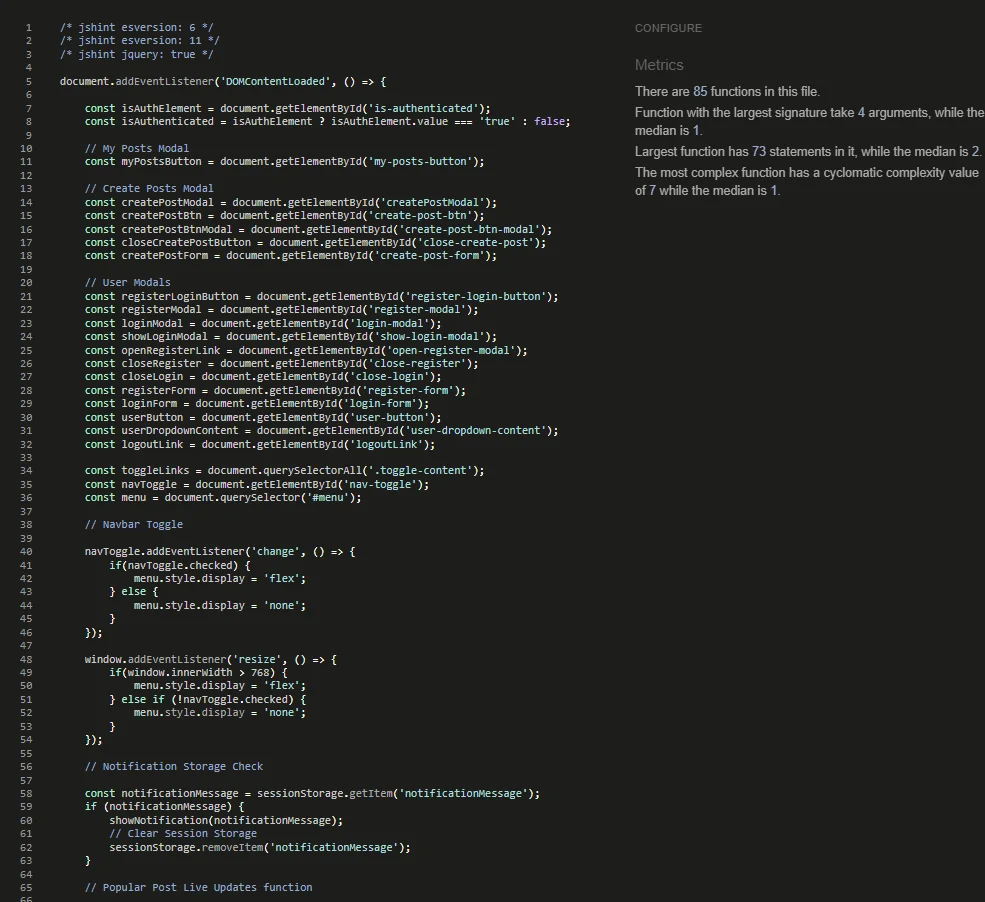 1 /* jshint esversion: 6 */
2 /* jshint esversion: 11 */
3 /* jshint jquery: true */
4
5 document.addEventListener('DOMContentLoaded', () => {
6
7 const isAuthElement = document.getElementById('is-authenticated');
8 const isAuthenticated = isAuthElement ? isAuthElement.value === 'true' : false;
9
10 // My Posts Modal
11 const myPostsButton = document.getElementById('my-posts-button');
12
13 // Create Posts Modal
14 const createPostModal = document.getElementById('createPostModal');
15 const createPostBtn = document.getElementById('create-post-btn');
16 const createPostBtnModal = document.getElementById('create-post-btn-modal');
17 const closeCreatePostButton = document.getElementById('close-create-post');
18 const createPostForm = document.getElementById('create-post-form');
19
20 // User Modals
21 const registerLoginButton = document.getElementById('register-login-button');
22 const registerModal = document.getElementById('register-modal');
23 const loginModal = document.getElementById('login-modal');
24 const showLoginModal = document.getElementById('show-login-modal');
25 const openRegisterLink = document.getElementById('open-register-modal');
26 const closeRegister = document.getElementById('close-register');
27 const closeLogin = document.getElementById('close-login');
28 const registerForm = document.getElementById('register-form');
29 const loginForm = document.getElementById('login-form');
30 const userButton = document.getElementById('user-button');
31 const userDropdownContent = document.getElementById('user-dropdown-content');
32 const logoutLink = document.getElementById('logoutLink');
33
34 const toggleLinks = document.querySelectorAll('.toggle-content');
35 const navToggle = document.getElementById('nav-toggle');
36 const menu = document.querySelector('#menu');
37
38 // Navbar Toggle
39
40 navToggle.addEventListener('change', () => {
41 if(navToggle.checked) {
42 menu.style.display = 'flex';
43 } else {
44 menu.style.display = 'none';
45 }
46 });
47
48 window.addEventListener('resize', () => {
49 if(window.innerWidth > 768) {
50 menu.style.display = 'flex';
51 } else if (!navToggle.checked) {
52 menu.style.display = 'none';
53 }
54 });
55
56 // Notification Storage Check
57
58 const notificationMessage = sessionStorage.getItem('notificationMessage');
59 if (notificationMessage) {
60 showNotification(notificationMessage);
61 // Clear Session Storage
62 sessionStorage.removeItem('notificationMessage');
63 }
64
65 // Popular Post Live Updates function
66
CONFIGURE
Metrics
There are 85 functions in this file.
Function with the largest signature take 4 arguments, while the
median is 1.
Largest function has 73 statements in it, while the median is 2.
The most complex function has a cyclomatic complexity value
of 7 while the median is 1.